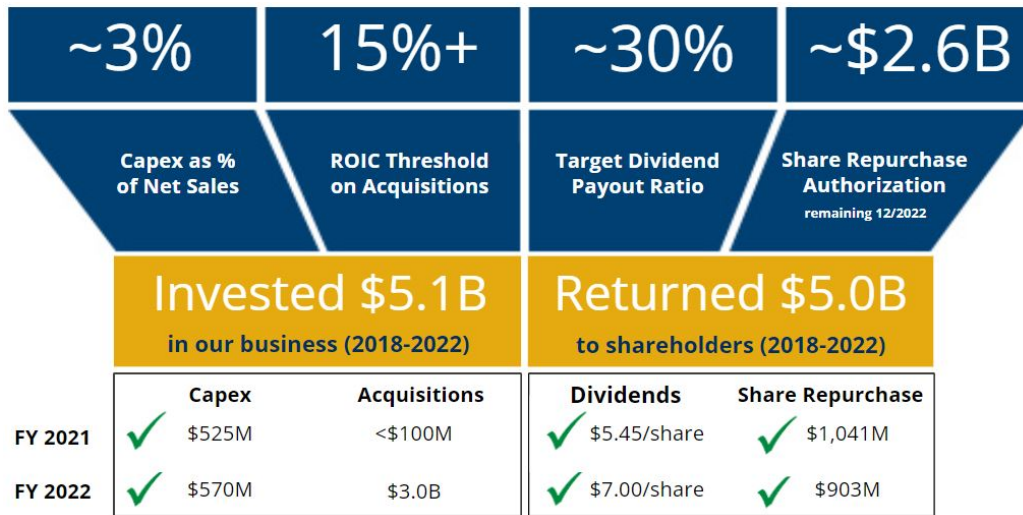 ~3%
15%+
~30%
~$2.6B
Capex as %
of Net Sales
ROIC Threshold
on Acquisitions
Target Dividend
Payout Ratio
Share Repurchase
Authorization
remaining 12/2022
Invested $5.1B
in our business (2018-2022)
Returned $5.0B
to shareholders (2018-2022)
Capex Acquisitions Dividends Share Repurchase
FY 2021 $525M <$100M $5.45/share $1,041M
FY 2022 $570M $3.0B $7.00/share $903M